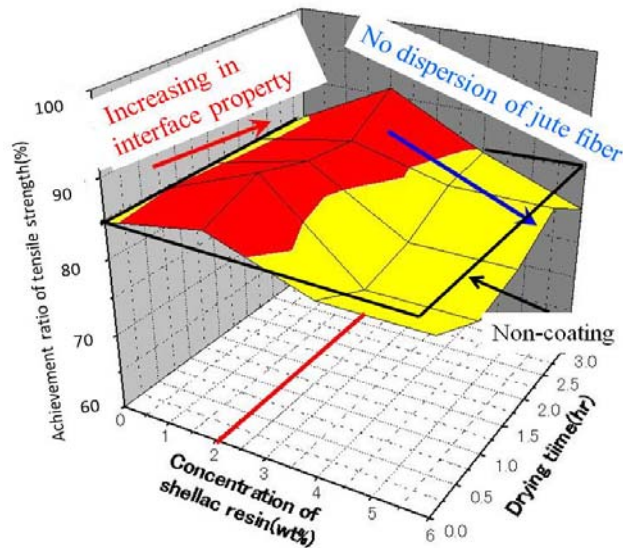 Increasing in
interface property
No dispersion of jute fiber
Achievement ratio of tensile strength(%)
100
90
80
70
60
Non-coating
0
1
2
3
4
5
6
Concentration of
shellac resin(wt%)
0.0
0.5
1.0
1.5
2.0
2.5
3.0
Drying tiime(hr)